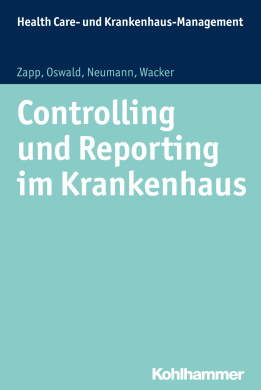 Health Care- und Krankenhaus-Management
Zapp, Oswald, Neumann, Wacker
Controlling
und Reporting
im Krankenhaus
Kohlhammer